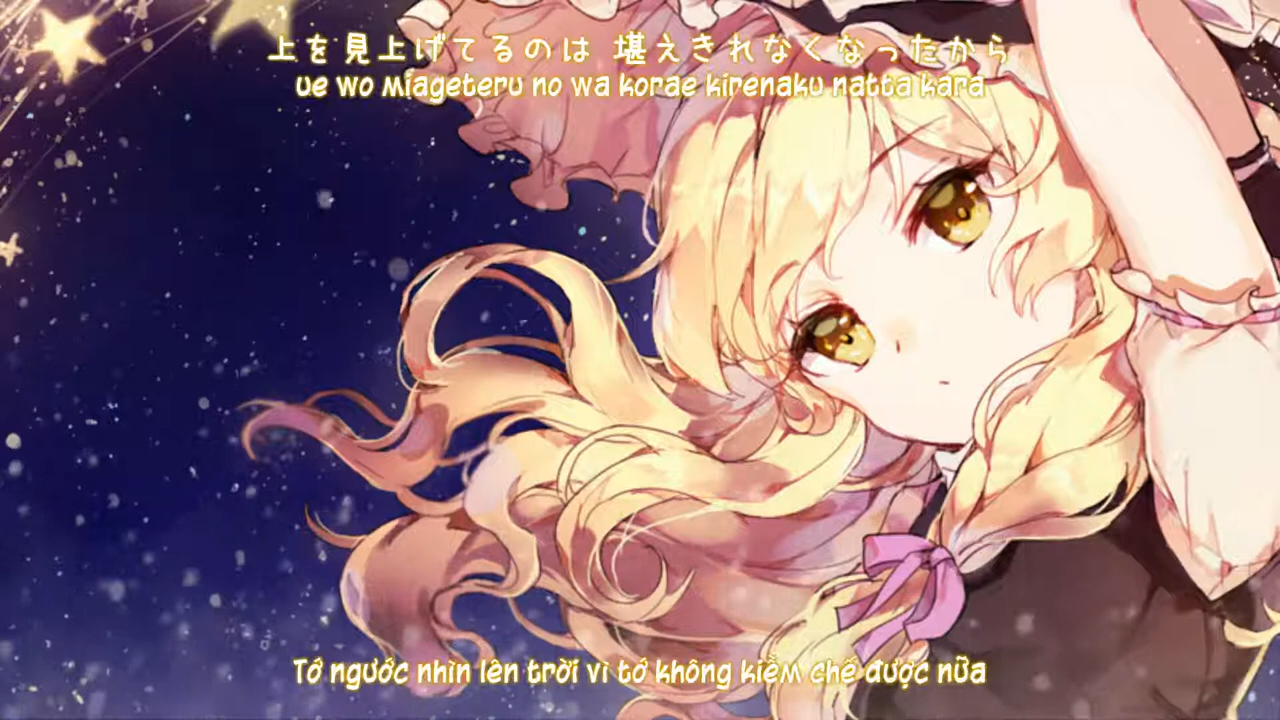 上を見上げてるのは 堪えきれなくなったから
ue wo miageteru no wa korae kirenaku natta kara
Tớ ngước nhìn lên trời vì tớ không kiềm chế được nữa